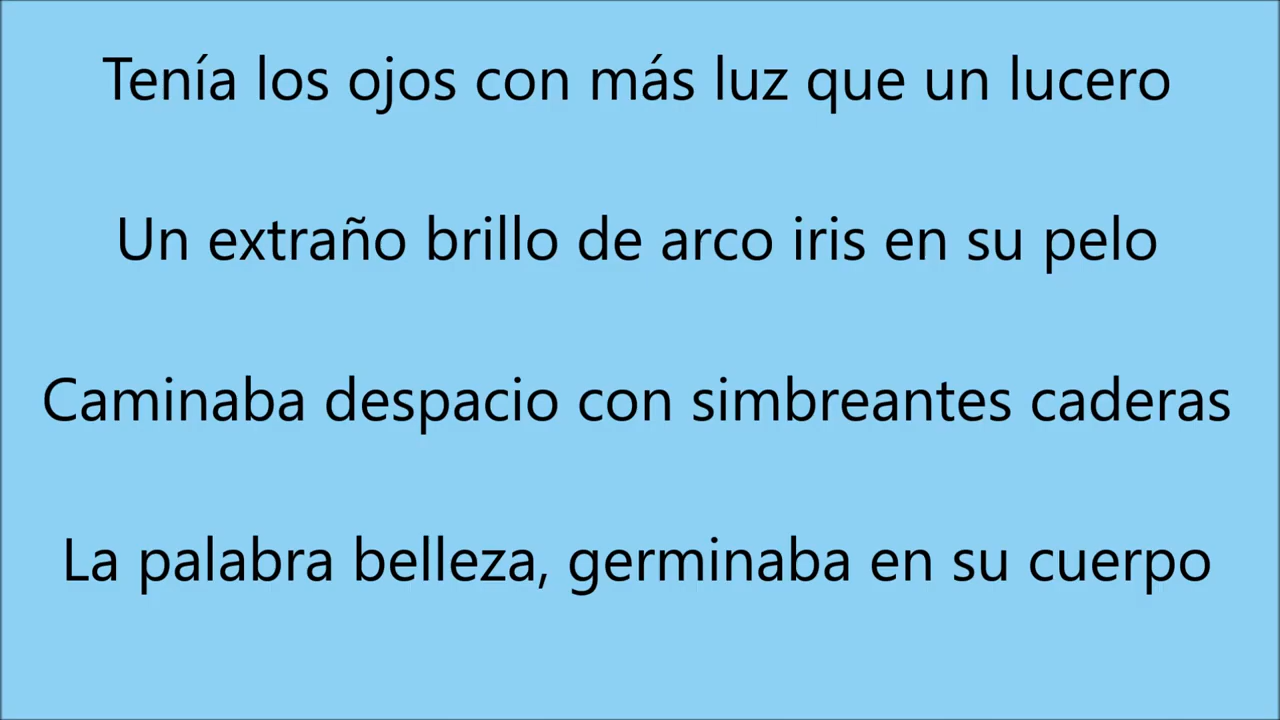 Tenía los ojos con más luz que un lucero
Un extraño brillo de arco iris en su pelo
Caminaba despacio con simbreantes caderas
La palabra belleza, germinaba en su cuerpo